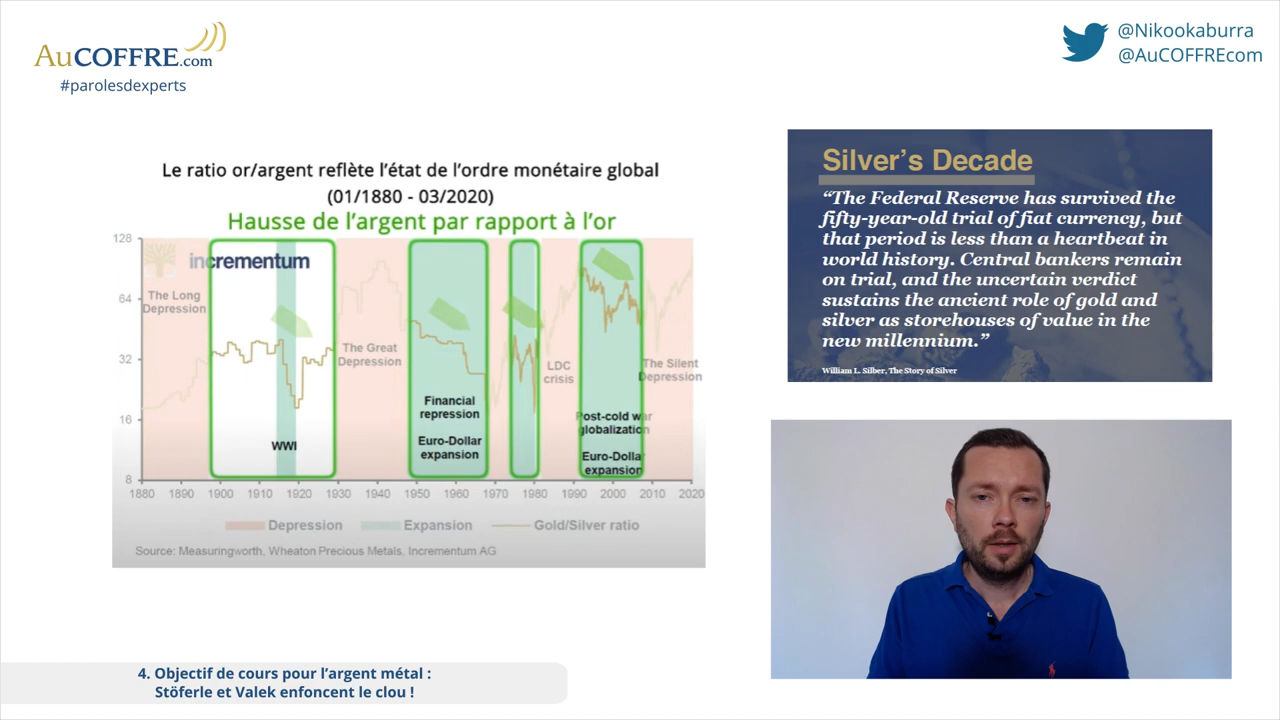 AuCOFFRE.com
#parolesdexperts
@Nikookaburra
@AuCOFFREcom
Le ratio or/argent reflète l’état de l’ordre monétaire global
(01/1880 - 03/2020)
Hausse de l’argent par rapport à l’or
128
64
32
16
8
incrementum
The Long
Depression
WWI
The Great
Depression
Financial
repression
Euro-Dollar
expansion
LDC
crisis
Post-cold war
globalization
Euro-Dollar
expansion
The Silent
Depression
1880 1890 1900 1910 1920 1930 1940 1950 1960 1970 1980 1990 2000 2010 2020
Depression Expansion Gold/Silver ratio
Source: Measuringworth, Wheaton Precious Metals, Incrementum AG
Silver’s Decade
“The Federal Reserve has survived the
fifty-year-old trial of fiat currency, but
that period is less than a heartbeat in
world history. Central bankers remain
on trial, and the uncertain verdict
sustains the ancient role of gold and
silver as storehouses of value in the
new millennium.”
William L. Silber, The Story of Silver
4. Objectif de cours pour l’argent métal :
Stöferle et Valek enfoncent le clou !